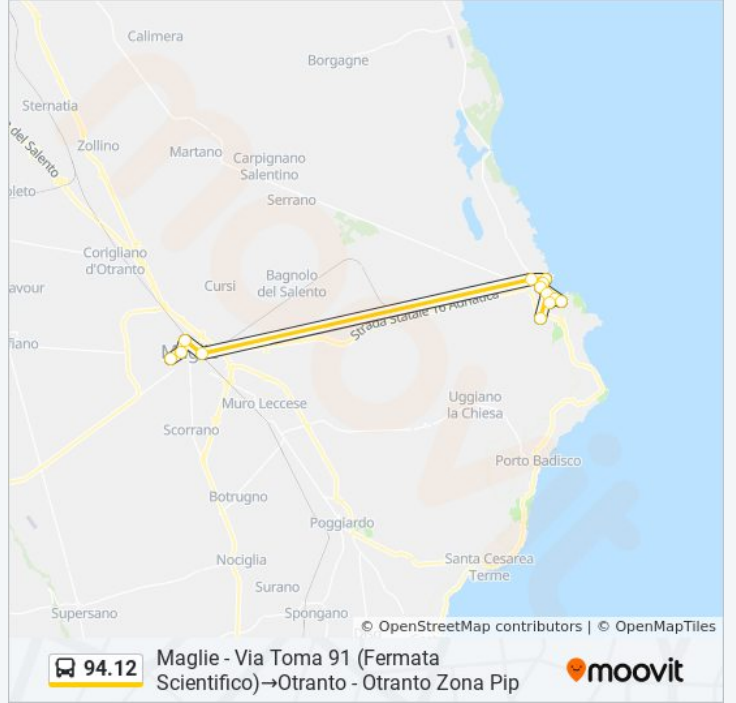 Calimera
Borgagne
Sternatia
a del Salento
Zollino
Martano
Carpignano
Salentino
Serrano
Corigliano
d'Otranto
Cursi
Bagnolo
del Salento
Strada Statale 16 Adriatica
Muro Leccese
Uggiano
la Chiesa
Scorrano
Porto Badisco
Botrugno
Poggiardo
Nociglia
Santa Cesarea
Terme
Surano
Supersano
Spongano
© OpenStreetMap contributors | © OpenMapTiles
94.12
Maglie - Via Toma 91 (Fermata
Scientifico)→Otranto - Otranto Zona Pip
moovit